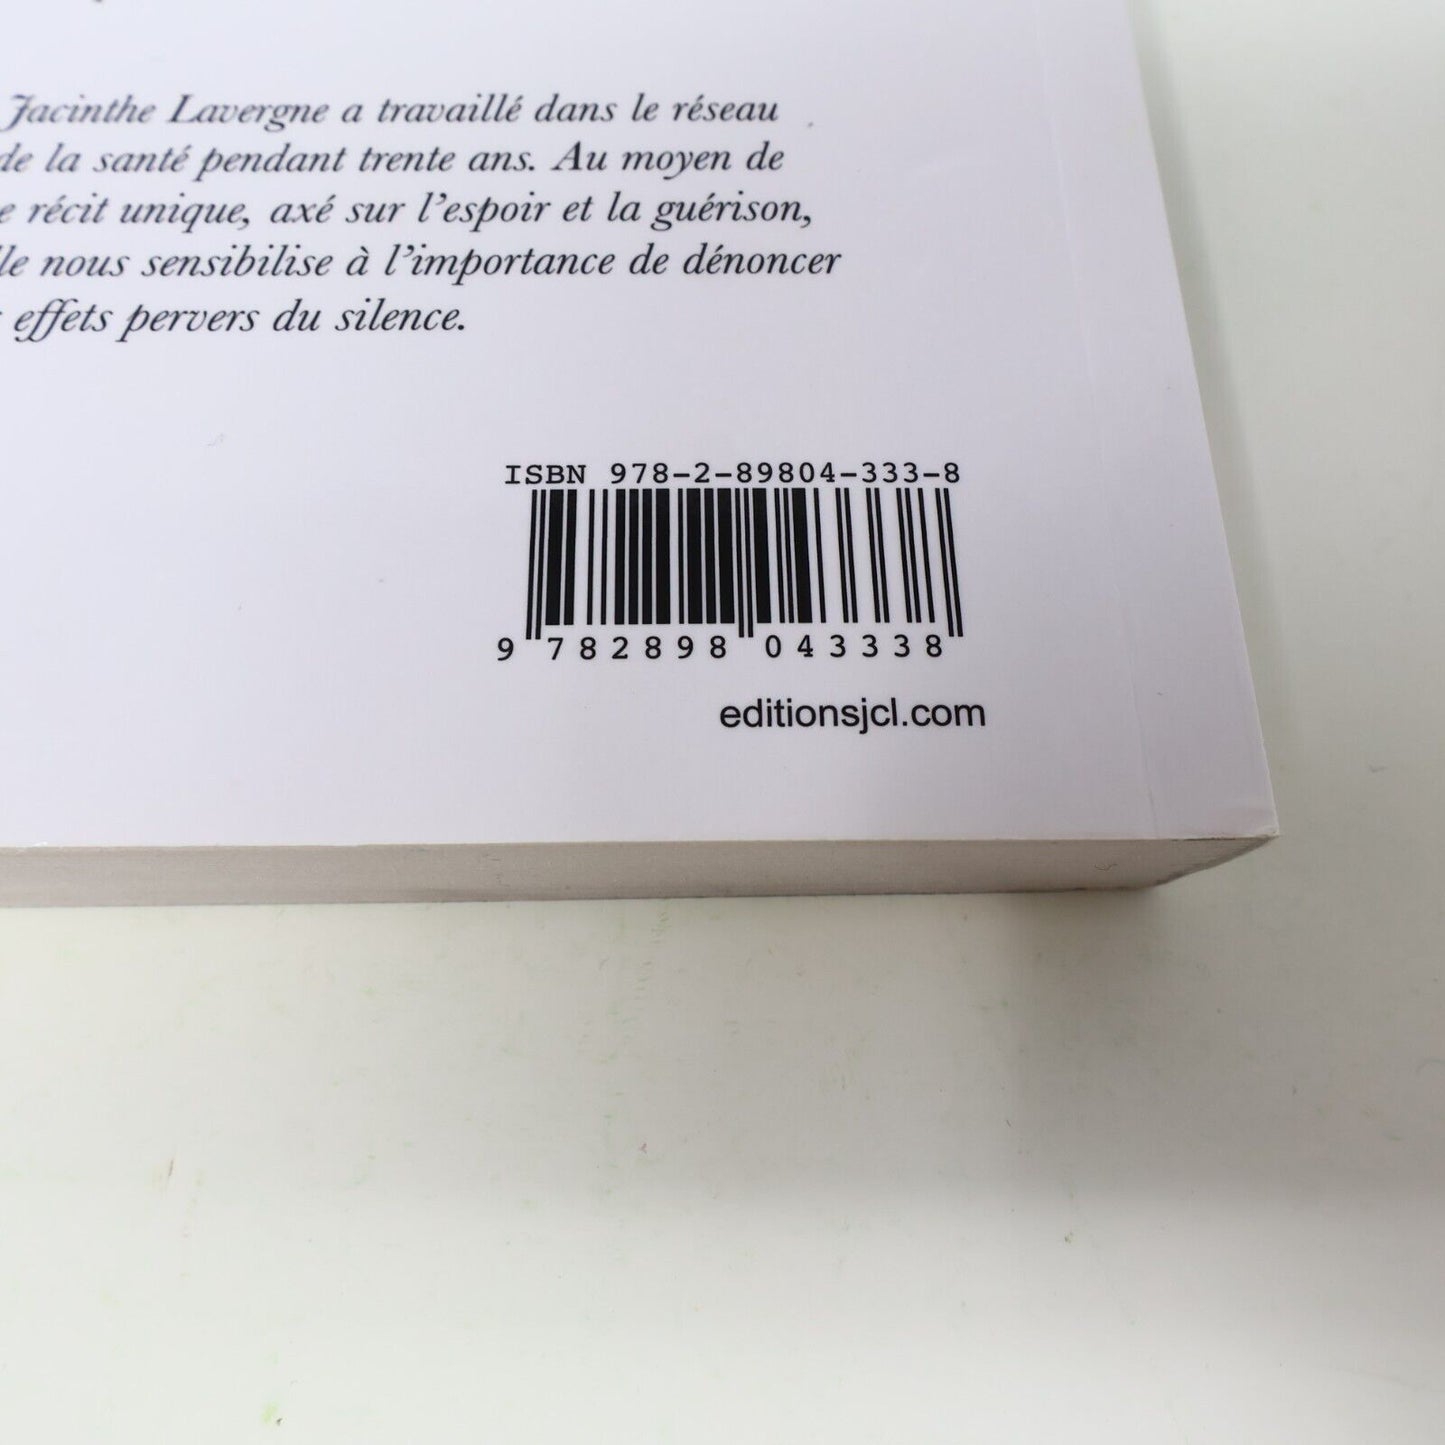 Jacinthe Lavergne a travaillé dans le réseau
de la santé pendant trente ans. Au moyen de
récit unique, axé sur l'espoir et la guérison,
nous sensibilise à l'importance de dénoncer
effets pervers du silence.
ISBN 978-2-89804-333-8
9 782898 043338
editionsjcl.com